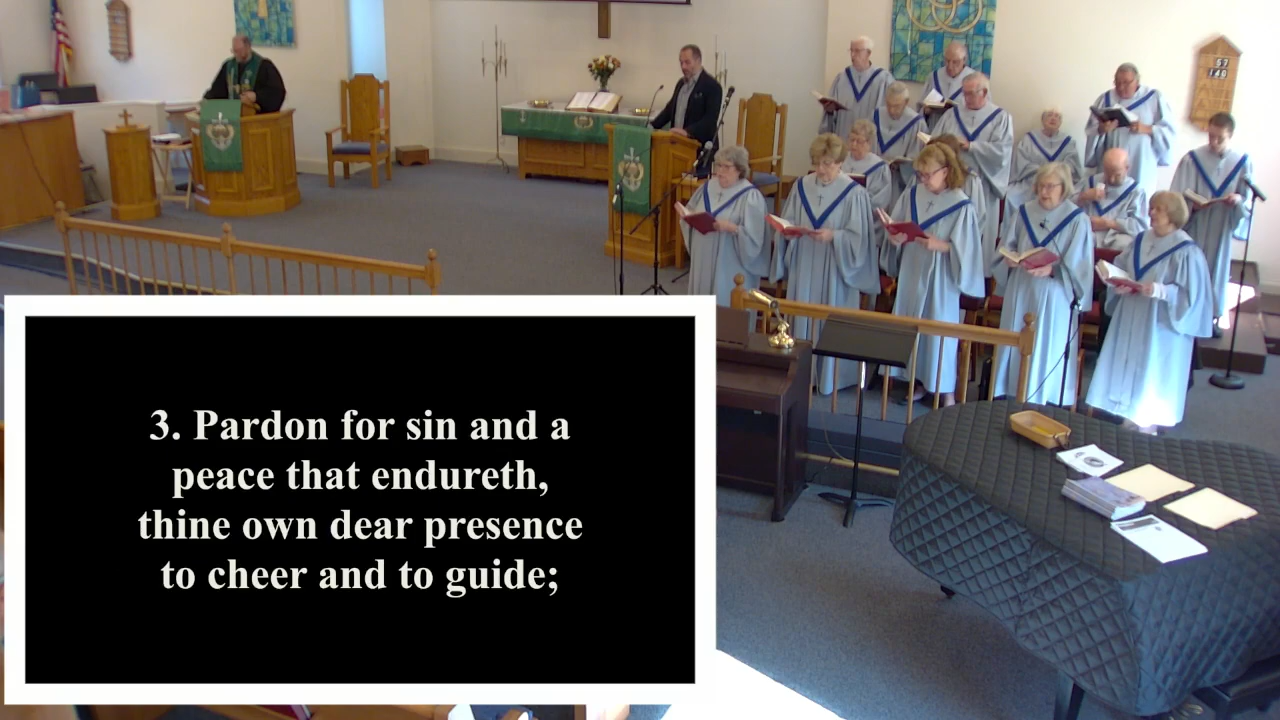 57
140
3. Pardon for sin and a
peace that endureth,
thine own dear presence
to cheer and to guide;